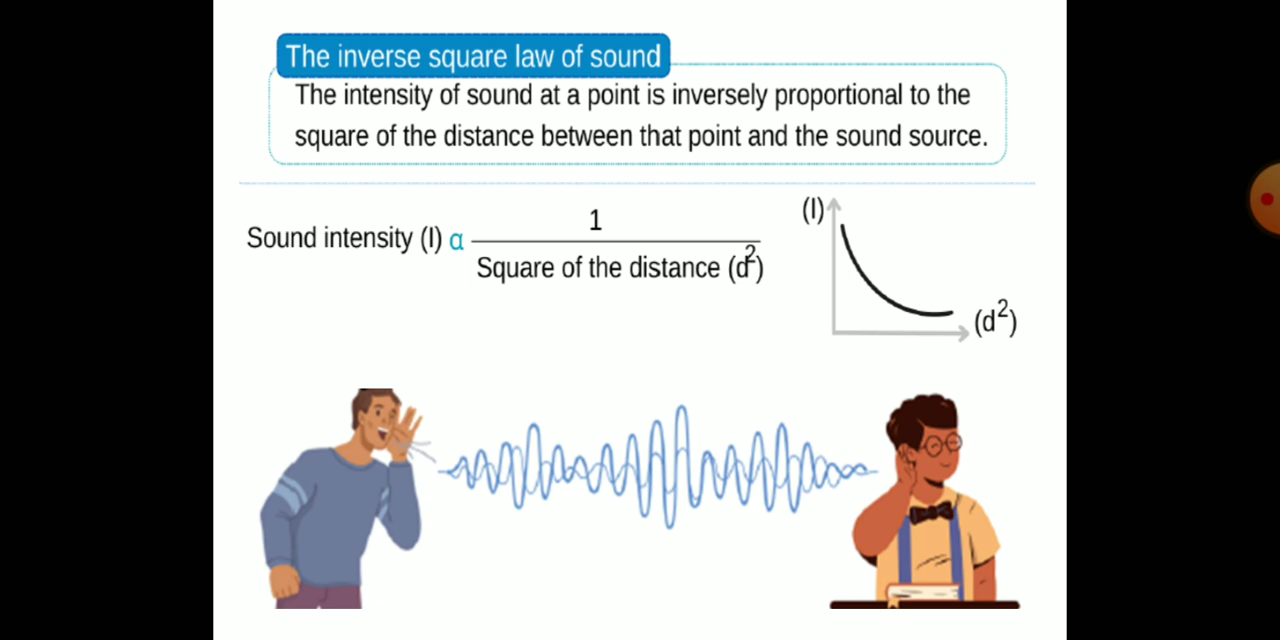 The inverse square law of sound
The intensity of sound at a point is inversely proportional to the
square of the distance between that point and the sound source.
Sound intensity (I) α
1
Square of the distance (d²)
(I)
(d²)